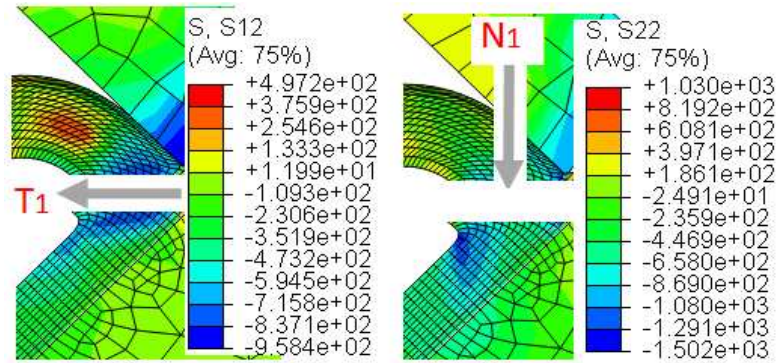 S, S12
(Avg: 75%)
+4.972e+02
+3.759e+02
+2.546e+02
+1.333e+02
+1.199e+01
-1.093e+02
-2.306e+02
-3.519e+02
-4.732e+02
-5.945e+02
-7.158e+02
-8.371e+02
-9.584e+02
T1
N1
S, S22
(Avg: 75%)
+1.030e+03
+8.192e+02
+6.081e+02
+3.971e+02
+1.861e+02
-2.491e+01
-2.359e+02
-4.469e+02
-6.580e+02
-8.690e+02
-1.080e+03
-1.291e+03
-1.502e+03